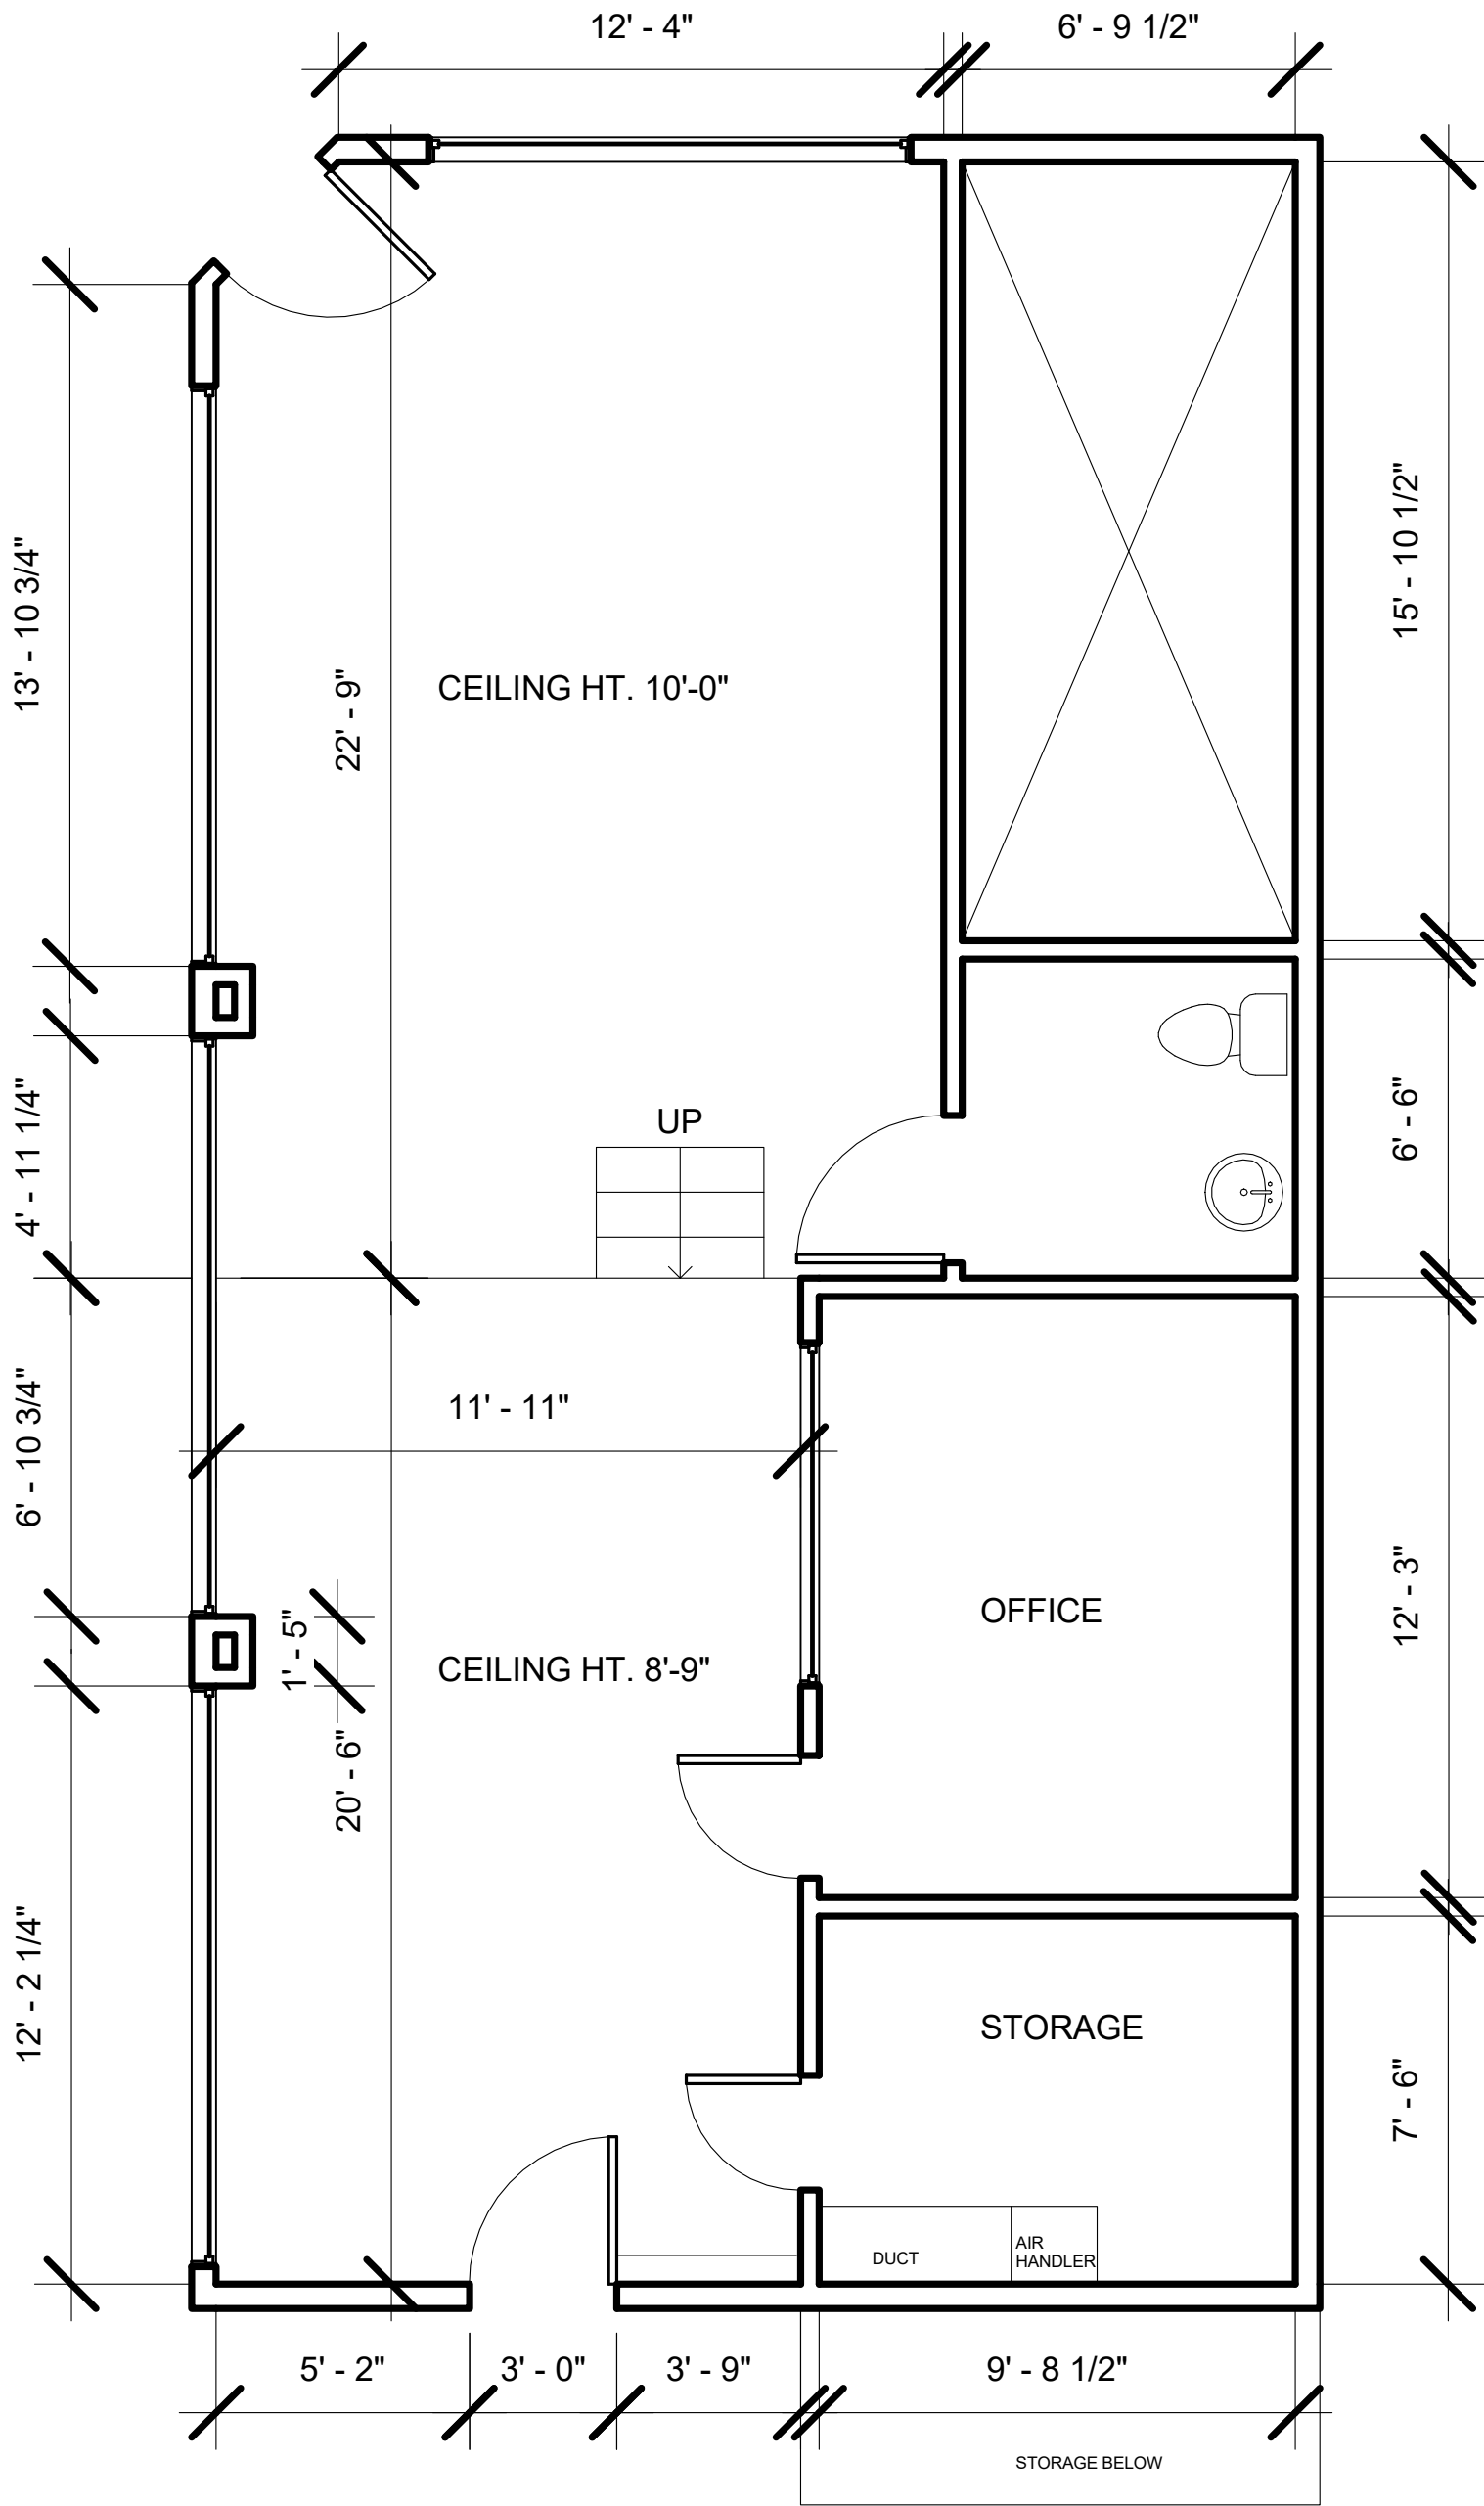 12' - 4"
6' - 9 1/2"
13' - 10 3/4"
22' - 9"
CEILING HT. 10'-0"
15' - 10 1/2"
4' - 11 1/4"
UP
6' - 6"
6' - 10 3/4"
11' - 11"
OFFICE
12' - 3"
1' - 5"
CEILING HT. 8'-9"
20' - 6"
12' - 2 1/4"
STORAGE
7' - 6"
DUCT
AIR
HANDLER
5' - 2"
3' - 0"
3' - 9"
9' - 8 1/2"
STORAGE BELOW